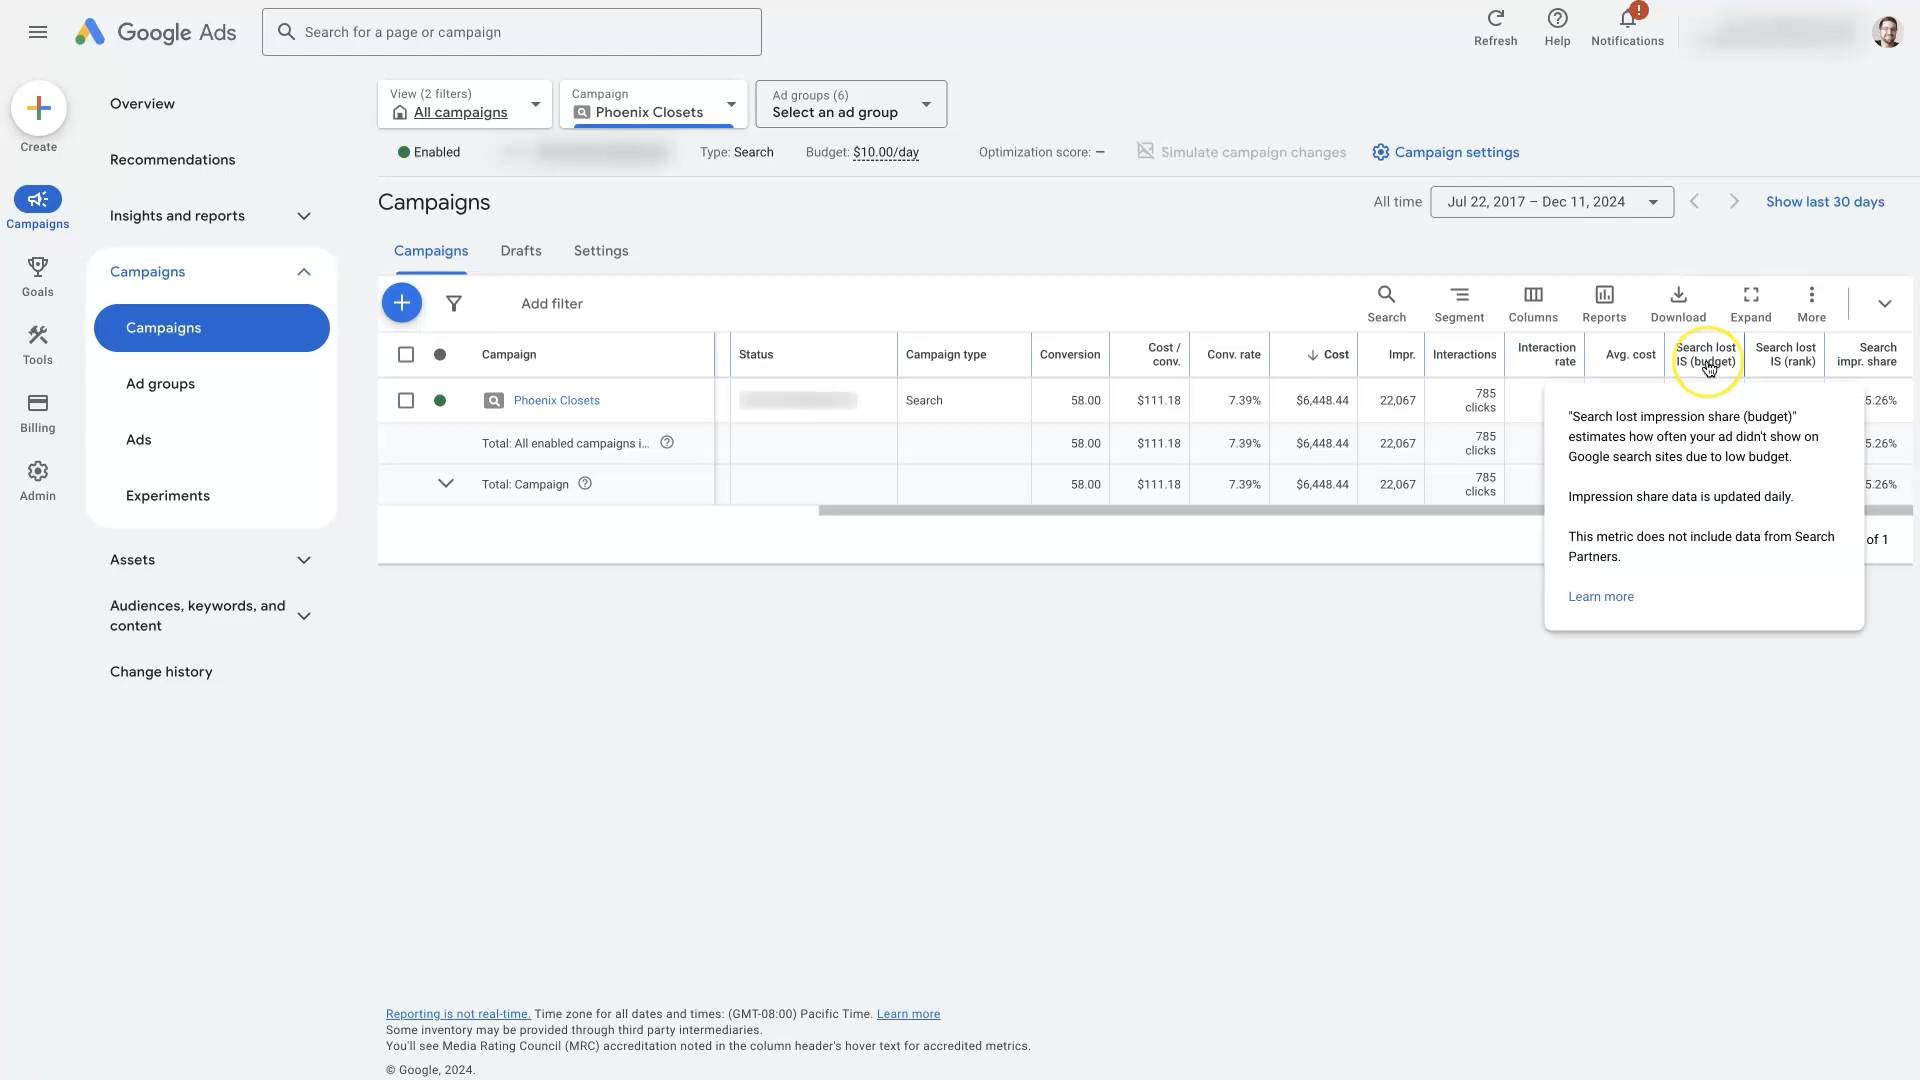 Google Ads
Search for a page or campaign
Refresh
Help
!
Notifications
Create
Campaigns
Goals
Tools
Billing
Admin
Overview
Recommendations
Insights and reports
Campaigns
Campaigns
Ad groups
Ads
Experiments
Assets
Audiences, keywords, and
content
Change history
View (2 filters)
All campaigns
Campaign
Phoenix Closets
Ad groups (6)
Select an ad group
Enabled
Type: Search
Budget: $10.00/day
Optimization score: –
Simulate campaign changes
Campaign settings
Campaigns
All time
Jul 22, 2017 – Dec 11, 2024
Show last 30 days
Campaigns
Drafts
Settings
Add filter
Search
Segment
Columns
Reports
Download
Expand
More
Campaign
Status
Campaign type
Conversion
Cost /
conv.
Conv. rate
Cost
Impr.
Interactions
Interaction
rate
Avg. cost
Search lost
IS (budget)
Search lost
IS (rank)
Search
impr. share
Phoenix Closets
Search
58.00
$111.18
7.39%
$6,448.44
22,067
785
clicks
5.26%
Total: All enabled campaigns i...
58.00
$111.18
7.39%
$6,448.44
22,067
785
clicks
5.26%
Total: Campaign
58.00
$111.18
7.39%
$6,448.44
22,067
785
clicks
5.26%
of 1
"Search lost impression share (budget)"
estimates how often your ad didn't show on
Google search sites due to low budget.
Impression share data is updated daily.
This metric does not include data from Search
Partners.
Learn more
Reporting is not real-time. Time zone for all dates and times: (GMT-08:00) Pacific Time. Learn more
Some inventory may be provided through third party intermediaries.
You'll see Media Rating Council (MRC) accreditation noted in the column header's hover text for accredited metrics.
© Google, 2024.